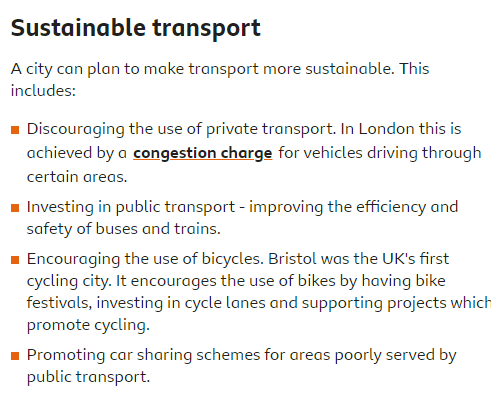 Sustainable transport
A city can plan to make transport more sustainable. This
includes:
Discouraging the use of private transport. In London this is
achieved by a congestion charge for vehicles driving through
certain areas.
Investing in public transport - improving the efficiency and
safety of buses and trains.
Encouraging the use of bicycles. Bristol was the UK's first
cycling city. It encourages the use of bikes by having bike
festivals, investing in cycle lanes and supporting projects which
promote cycling.
Promoting car sharing schemes for areas poorly served by
public transport.